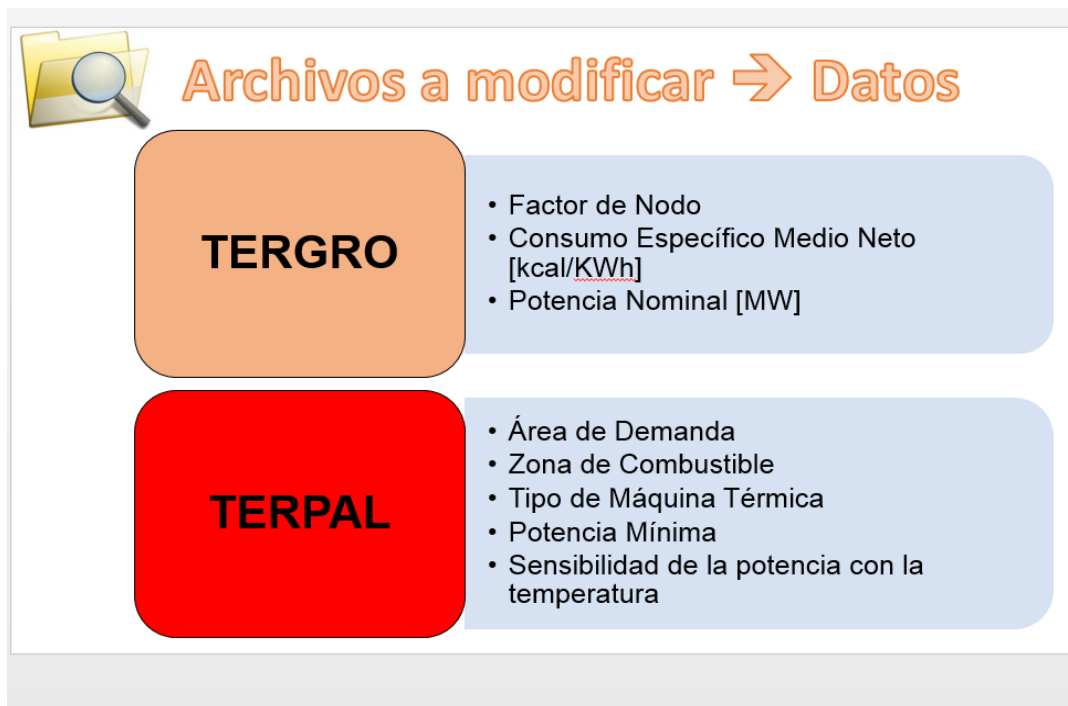 Archivos a modificar → Datos
TERGRO
• Factor de Nodo
• Consumo Específico Medio Neto
[kcal/KWh]
• Potencia Nominal [MW]
TERPAL
• Área de Demanda
• Zona de Combustible
• Tipo de Máquina Térmica
• Potencia Mínima
• Sensibilidad de la potencia con la
temperatura